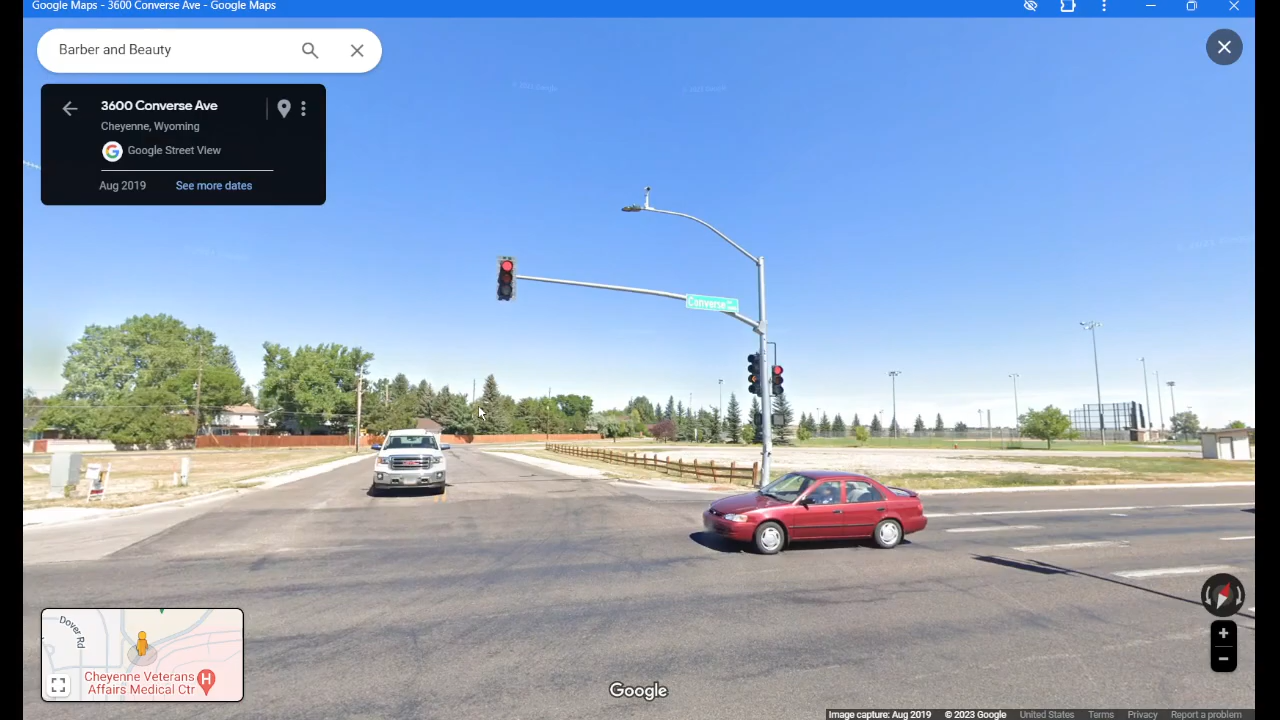 Google Maps - 3600 Converse Ave - Google Maps
Barber and Beauty
3600 Converse Ave
Cheyenne, Wyoming
G Google Street View
Aug 2019 See more dates
Converse
Dover Rd
Cheyenne Veterans
Affairs Medical Ctr
H
Google
Image capture: Aug 2019 © 2023 Google United States Terms Privacy Report a problem